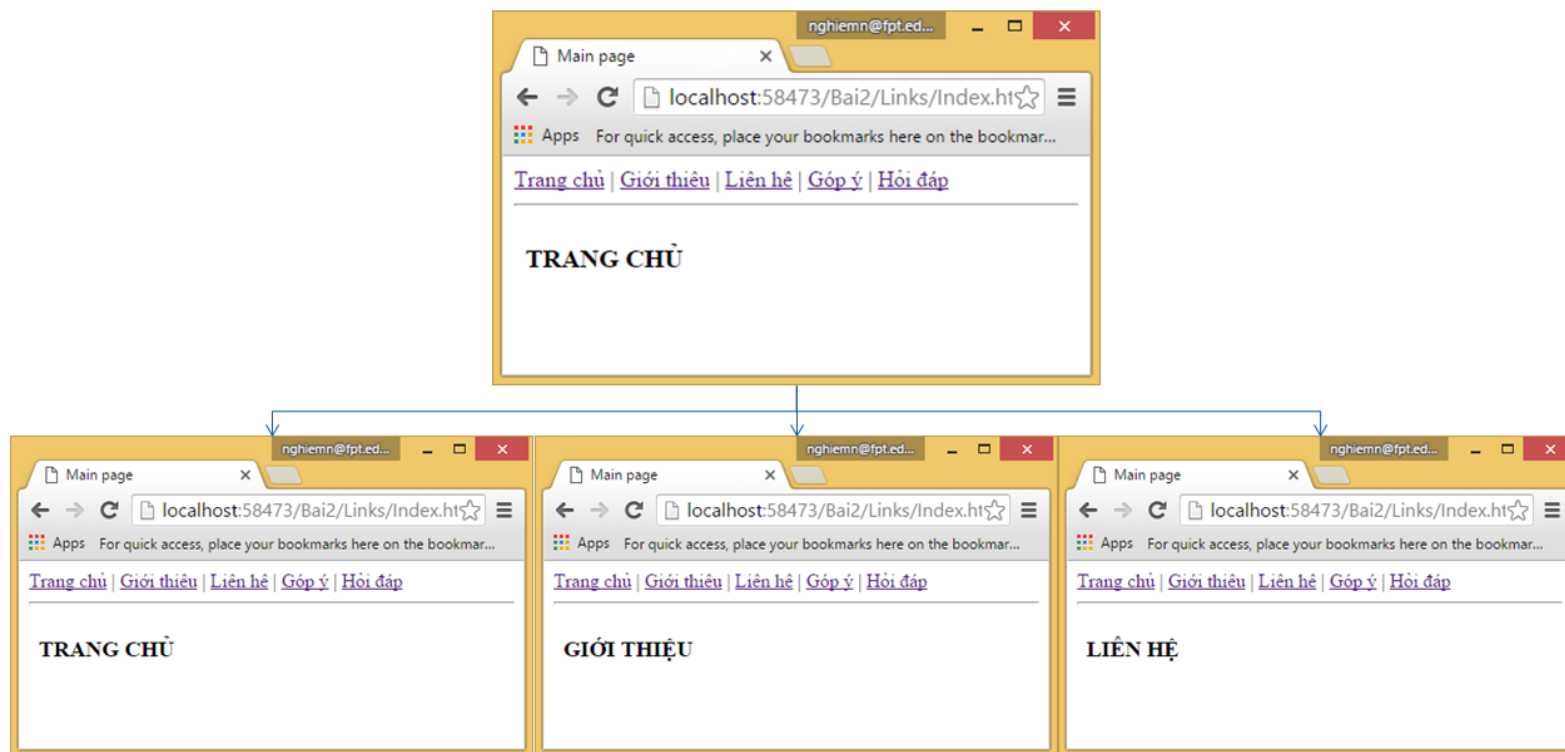 nghiemn@fpt.ed...
Main page
localhost:58473/Bai2/Links/Index.ht
Apps For quick access, place your bookmarks here on the bookmar...
Trang chủ | Giới thiệu | Liên hê | Góp ý | Hỏi đáp
TRANG CHỦ
nghiemn@fpt.ed...
Main page
localhost:58473/Bai2/Links/Index.ht
Apps For quick access, place your bookmarks here on the bookmar...
Trang chủ | Giới thiệu | Liên hê | Góp ý | Hỏi đáp
TRANG CHỦ
nghiemn@fpt.ed...
Main page
localhost:58473/Bai2/Links/Index.ht
Apps For quick access, place your bookmarks here on the bookmar...
Trang chủ | Giới thiệu | Liên hê | Góp ý | Hỏi đáp
GIỚI THIỆU
nghiemn@fpt.ed...
Main page
localhost:58473/Bai2/Links/Index.ht
Apps For quick access, place your bookmarks here on the bookmar...
Trang chủ | Giới thiệu | Liên hê | Góp ý | Hỏi đáp
LIÊN HỆ